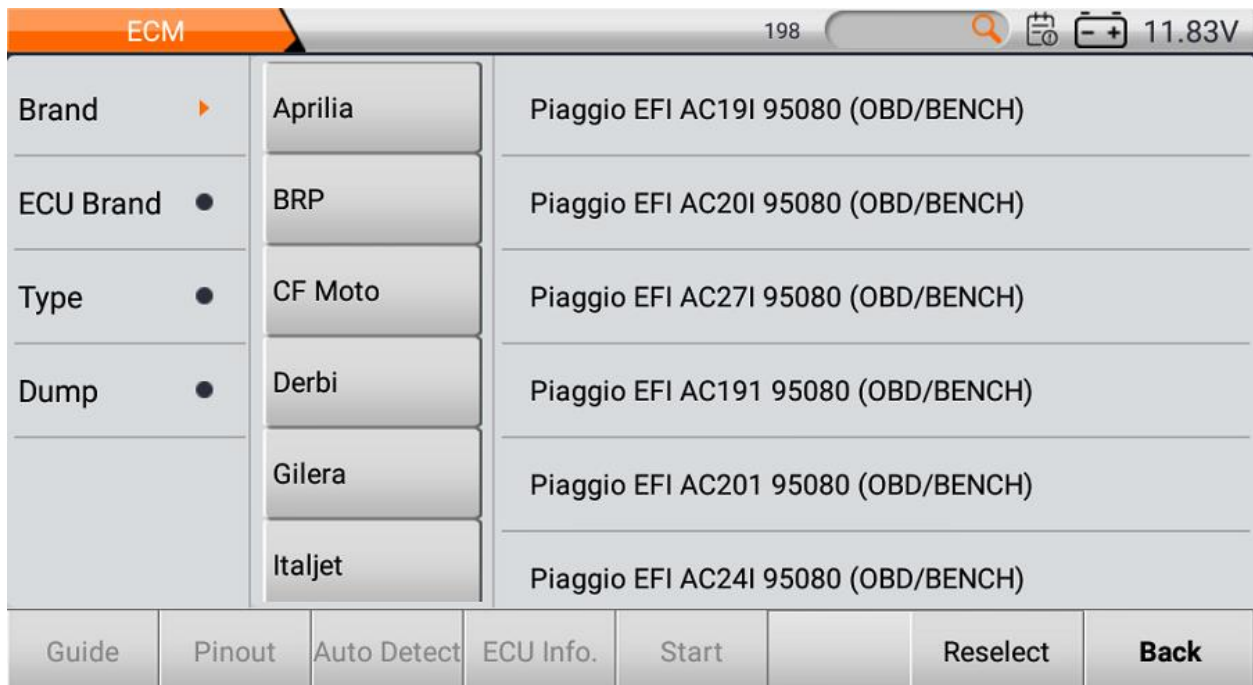 ECM
198
11.83V
Brand
ECU Brand
Type
Dump
Aprilia
BRP
CF Moto
Derbi
Gilera
Italjet
Piaggio EFI AC19I 95080 (OBD/BENCH)
Piaggio EFI AC20I 95080 (OBD/BENCH)
Piaggio EFI AC27I 95080 (OBD/BENCH)
Piaggio EFI AC191 95080 (OBD/BENCH)
Piaggio EFI AC201 95080 (OBD/BENCH)
Piaggio EFI AC24I 95080 (OBD/BENCH)
Guide
Pinout
Auto Detect
ECU Info.
Start
Reselect
Back